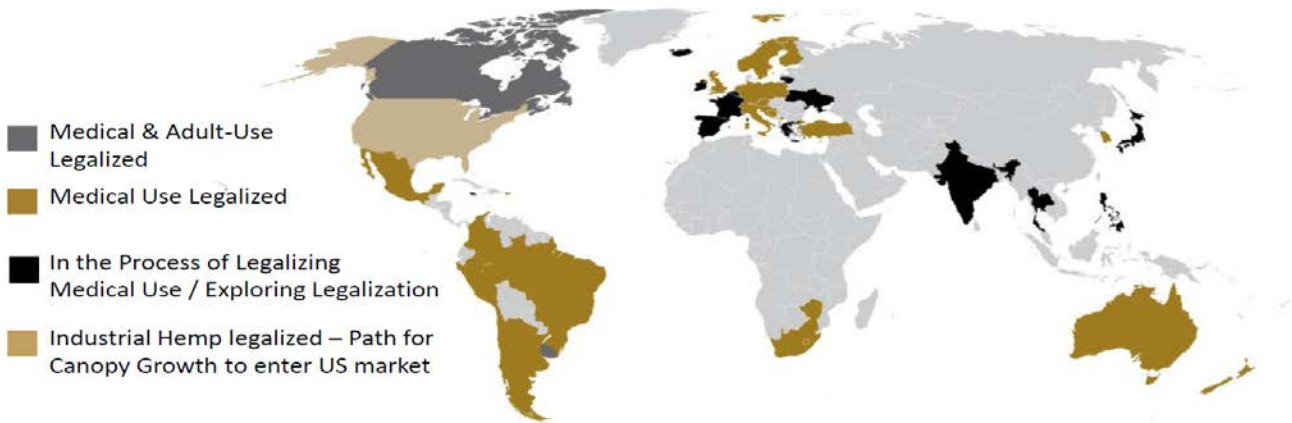 Medical & Adult-Use
Legalized
Medical Use Legalized
In the Process of Legalizing
Medical Use / Exploring Legalization
Industrial Hemp legalized – Path for
Canopy Growth to enter US market